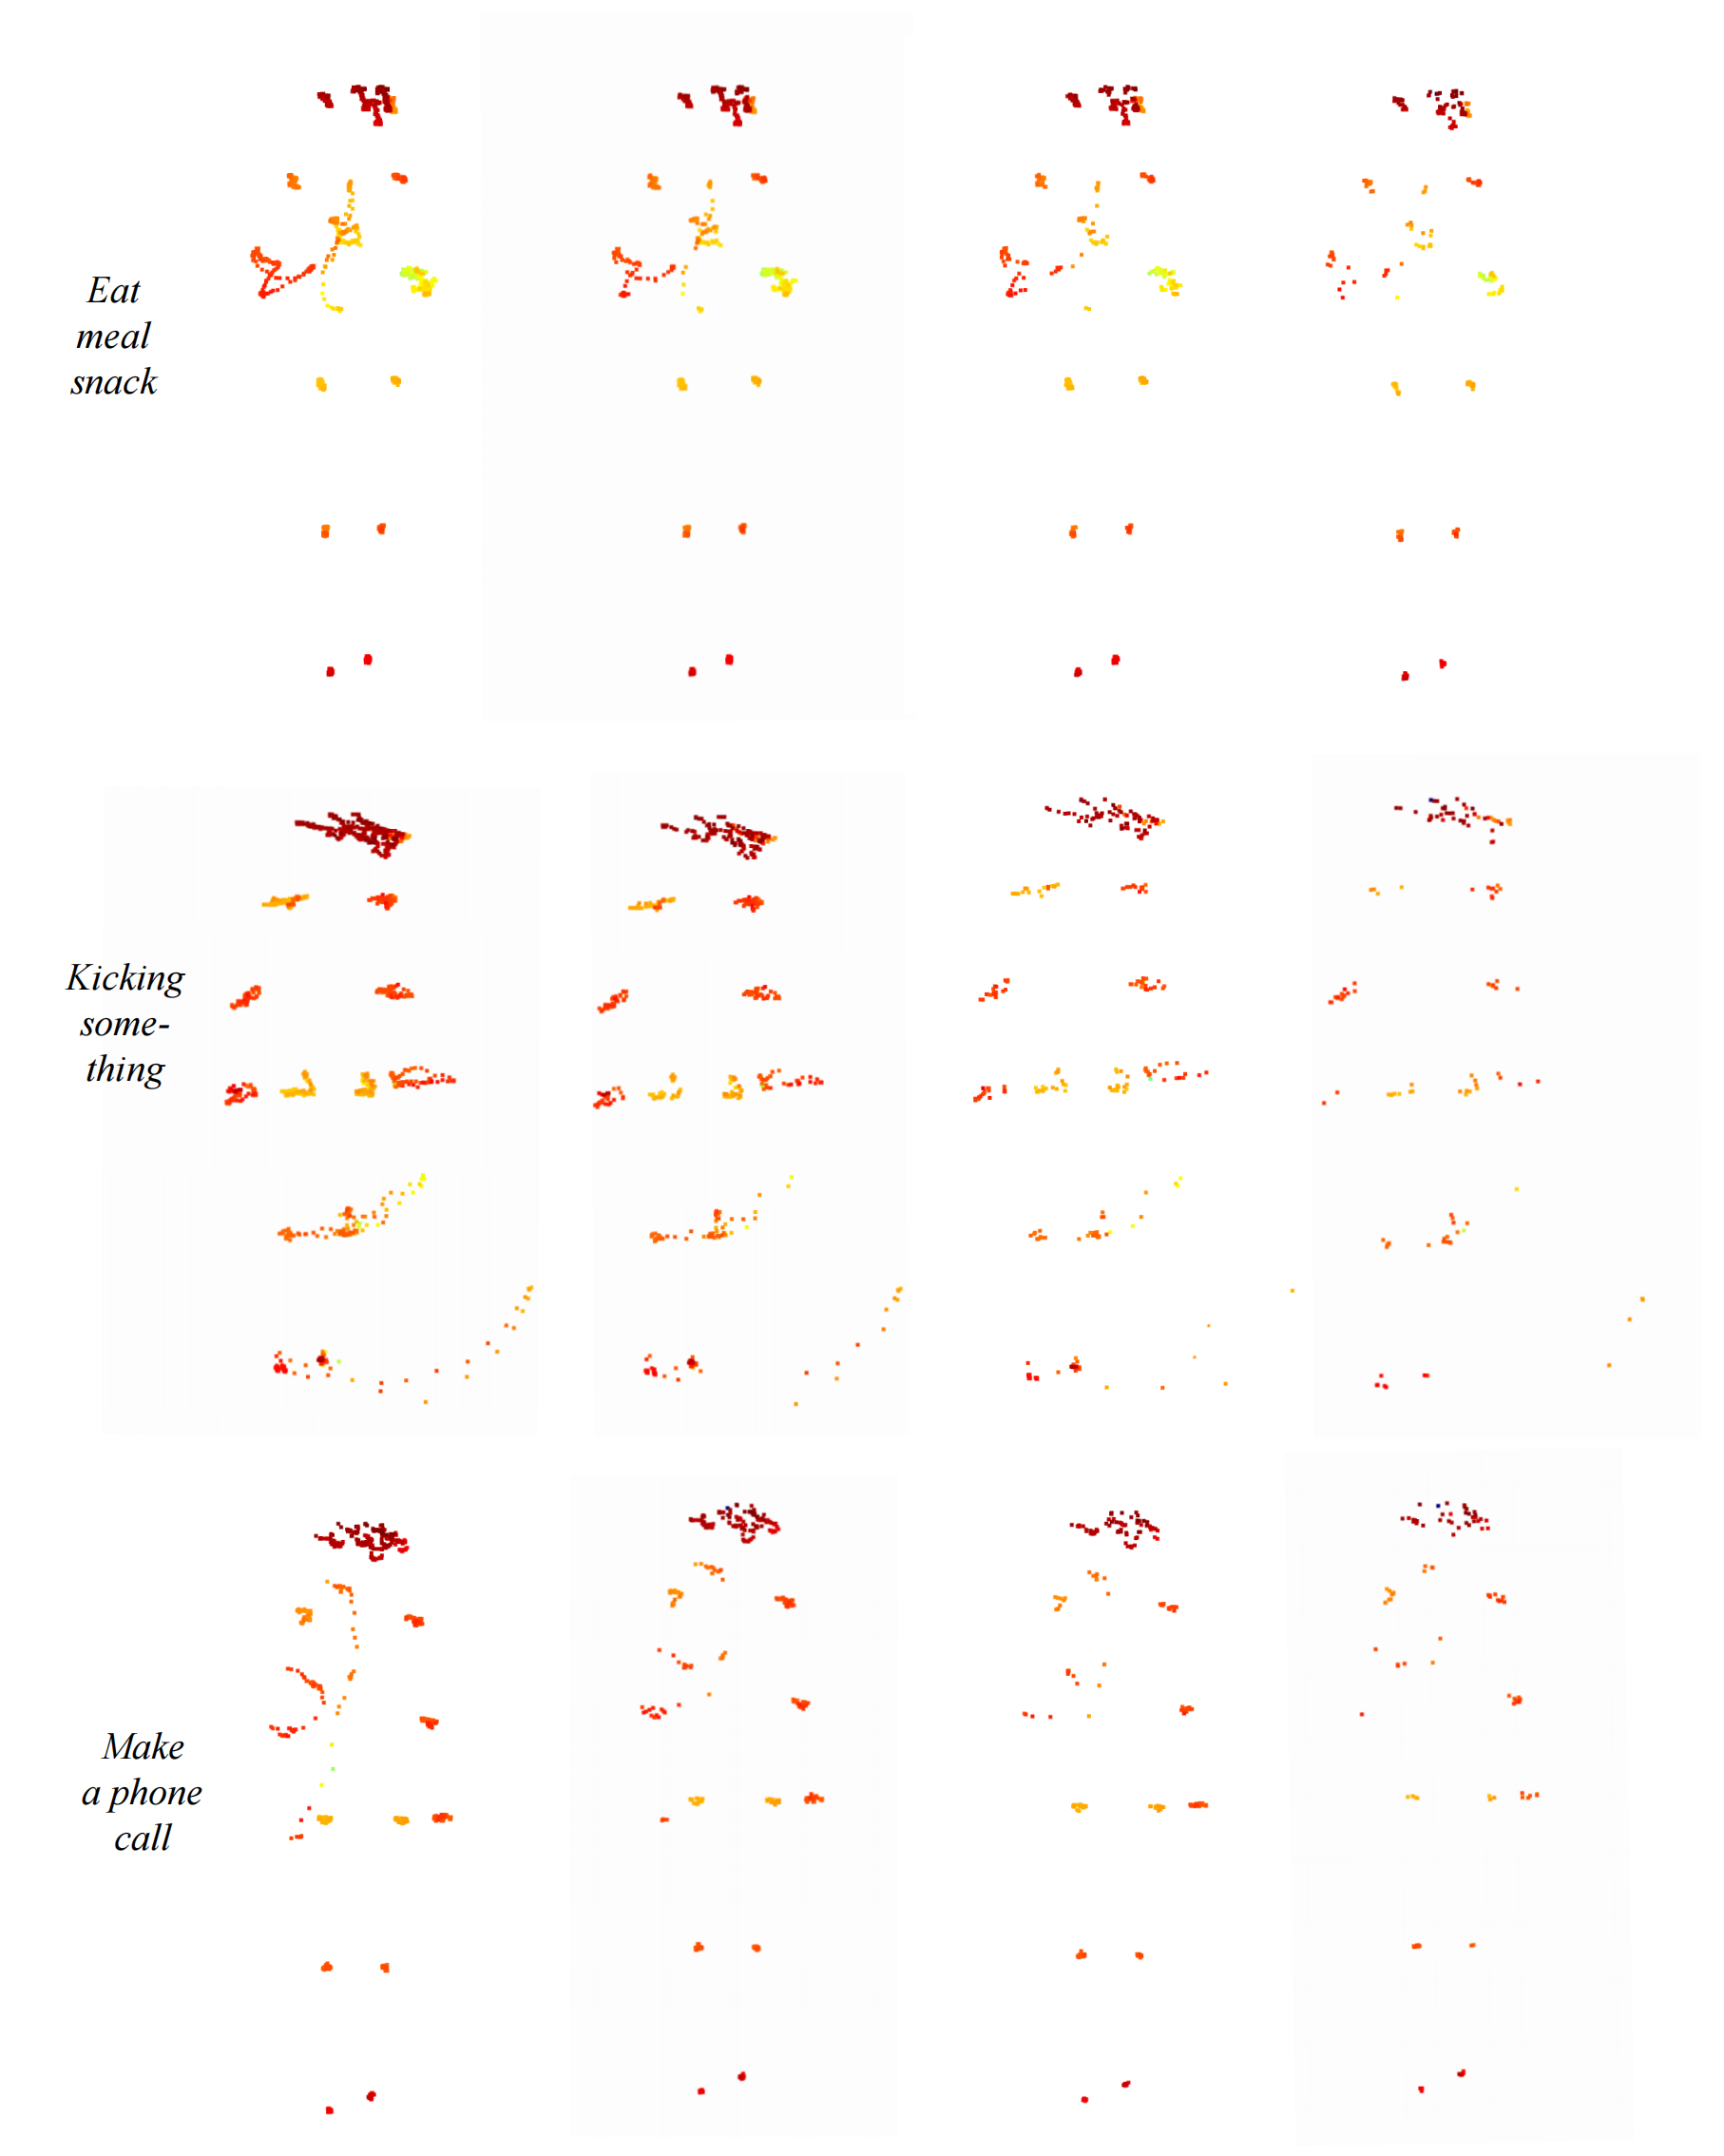 Eat
meal
snack
Kicking
some-
thing
Make
a phone
call